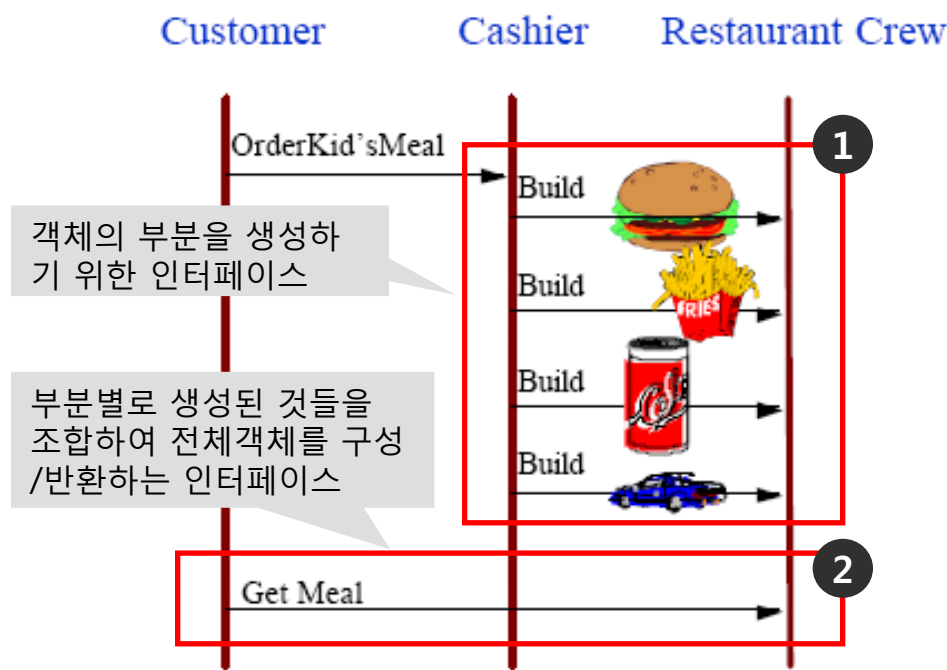 Customer
Cashier
Restaurant Crew
1
OrderKid'sMeal
Build
객체의 부분을 생성하
기 위한 인터페이스
Build
FRIES
Build
부분별로 생성된 것들을
조합하여 전체객체를 구성
/반환하는 인터페이스
Build
2
Get Meal